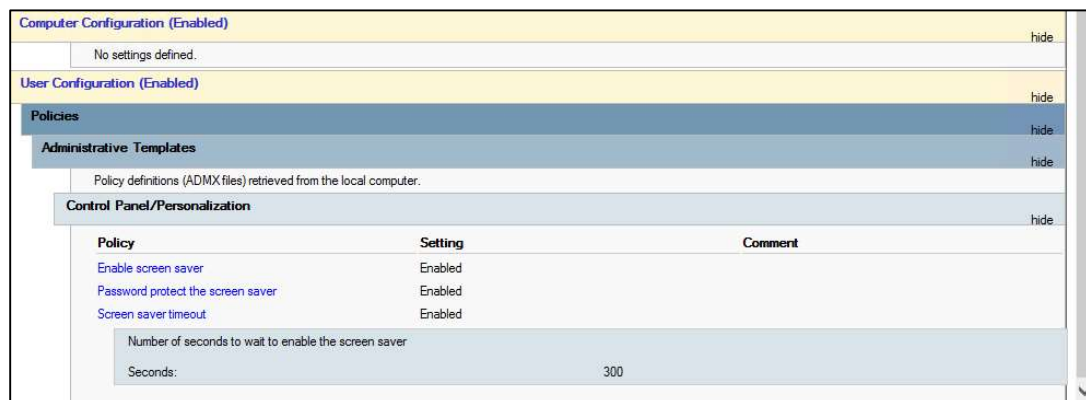 Computer Configuration (Enabled)
hide
No settings defined.
User Configuration (Enabled)
hide
Policies
hide
Administrative Templates
hide
Policy definitions (ADMX files) retrieved from the local computer.
Control Panel/Personalization
hide
Policy Setting Comment
Enable screen saver Enabled
Password protect the screen saver Enabled
Screen saver timeout Enabled
Number of seconds to wait to enable the screen saver
Seconds: 300